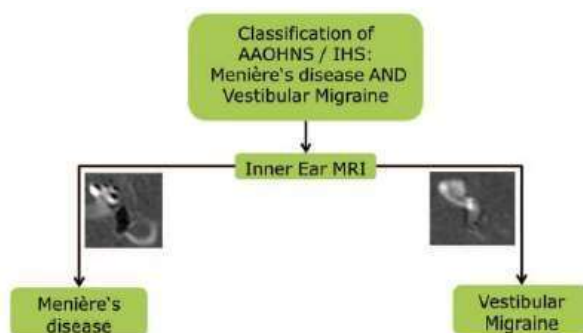 Classification of
AAOHNS / IHS:
Menière's disease AND
Vestibular Migraine
Inner Ear MRI
Menière's
disease
Vestibular
Migraine